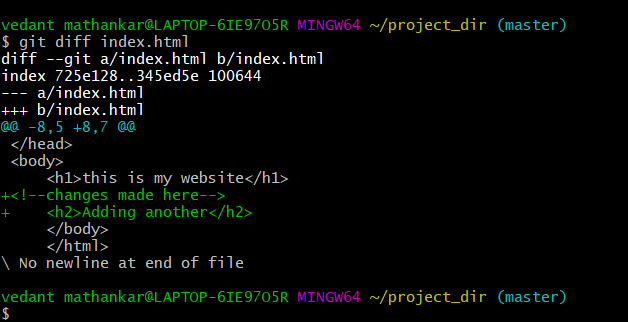 vedant mathankar@LAPTOP-6IE97O5R MINGW64 ~/project_dir (master)
$ git diff index.html
diff --git a/index.html b/index.html
index 725e128..345ed5e 100644
--- a/index.html
+++ b/index.html
@@ -8,5 +8,7 @@
 </head>
 <body>
     <h1>this is my website</h1>
+<!--changes made here-->
+    <h2>Adding another</h2>
     </body>
     </html>
\ No newline at end of file
vedant mathankar@LAPTOP-6IE97O5R MINGW64 ~/project_dir (master)
$